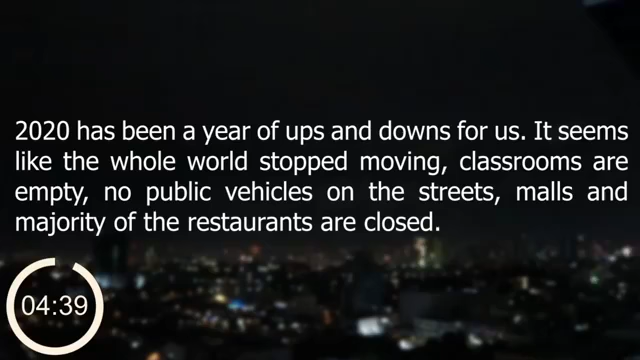 2020 has been a year of ups and downs for us. It seems
like the whole world stopped moving, classrooms are
empty, no public vehicles on the streets, malls and
majority of the restaurants are closed.
04:39